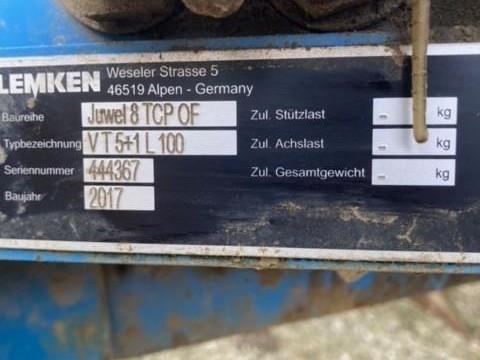 LEMKEN Weseler Strasse 5
46519 Alpen - Germany
Baureihe Juwel 8 TCP OF Zul. Stützlast - kg
Typbezeichnung VT 5+1 L 100 Zul. Achslast - kg
Seriennummer 444367 Zul. Gesamtgewicht - kg
Baujahr 2017